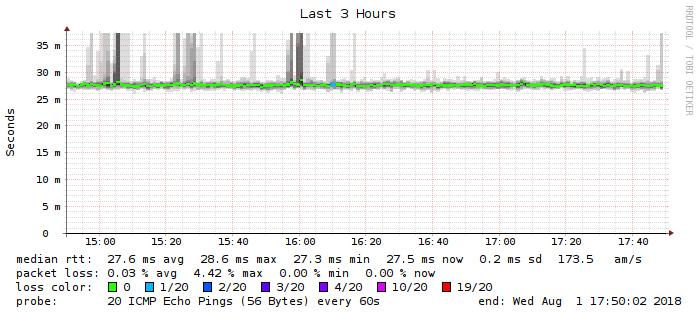 Last 3 Hours
RRDTOOL / TOBI OETIKER
Seconds
35 m
30 m
25 m
20 m
15 m
10 m
5 m
0
15:00 15:20 15:40 16:00 16:20 16:40 17:00 17:20 17:40
median rtt: 27.6 ms avg 28.6 ms max 27.3 ms min 27.5 ms now 0.2 ms sd 173.5 am/s
packet loss: 0.03 % avg 4.42 % max 0.00 % min 0.00 % now
loss color: 0 1/20 2/20 3/20 4/20 10/20 19/20
probe: 20 ICMP Echo Pings (56 Bytes) every 60s end: Wed Aug 1 17:50:02 2018